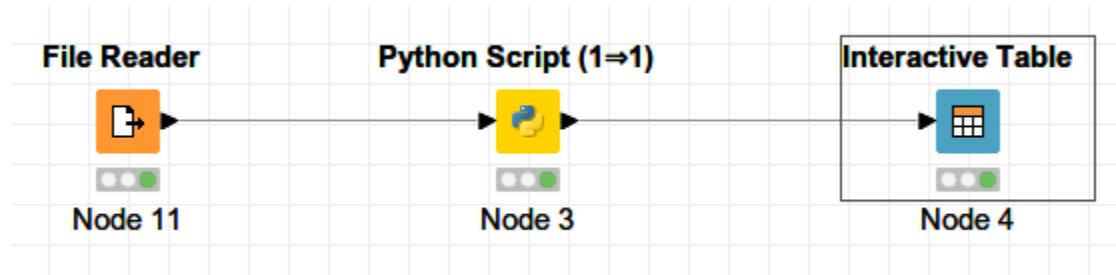 File Reader
Python Script (1⇒1)
Interactive Table
Node 11
Node 3
Node 4